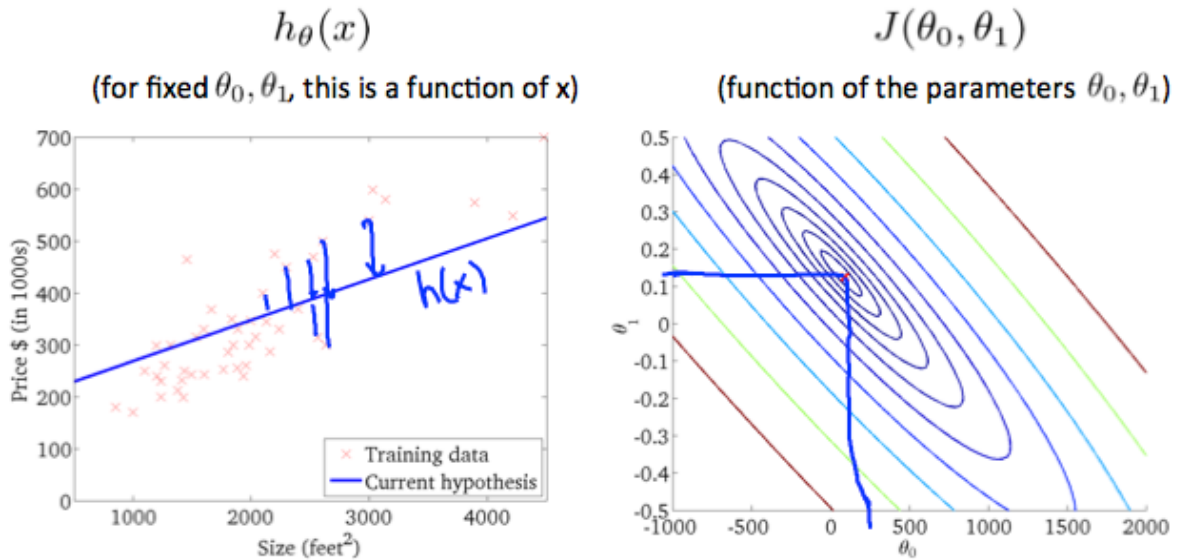 h_θ(x)
(for fixed θ₀, θ₁, this is a function of x)
700
600
500
400
300
200
100
0
Price $ (in 1000s)
1000 2000 3000 4000
Size (feet²)
h(x)
Training data
Current hypothesis
J(θ₀, θ₁)
(function of the parameters θ₀, θ₁)
0.5
0.4
0.3
0.2
0.1
0
-0.1
-0.2
-0.3
-0.4
-0.5
θ₁
-1000 -500 0 500 1000 1500 2000
θ₀